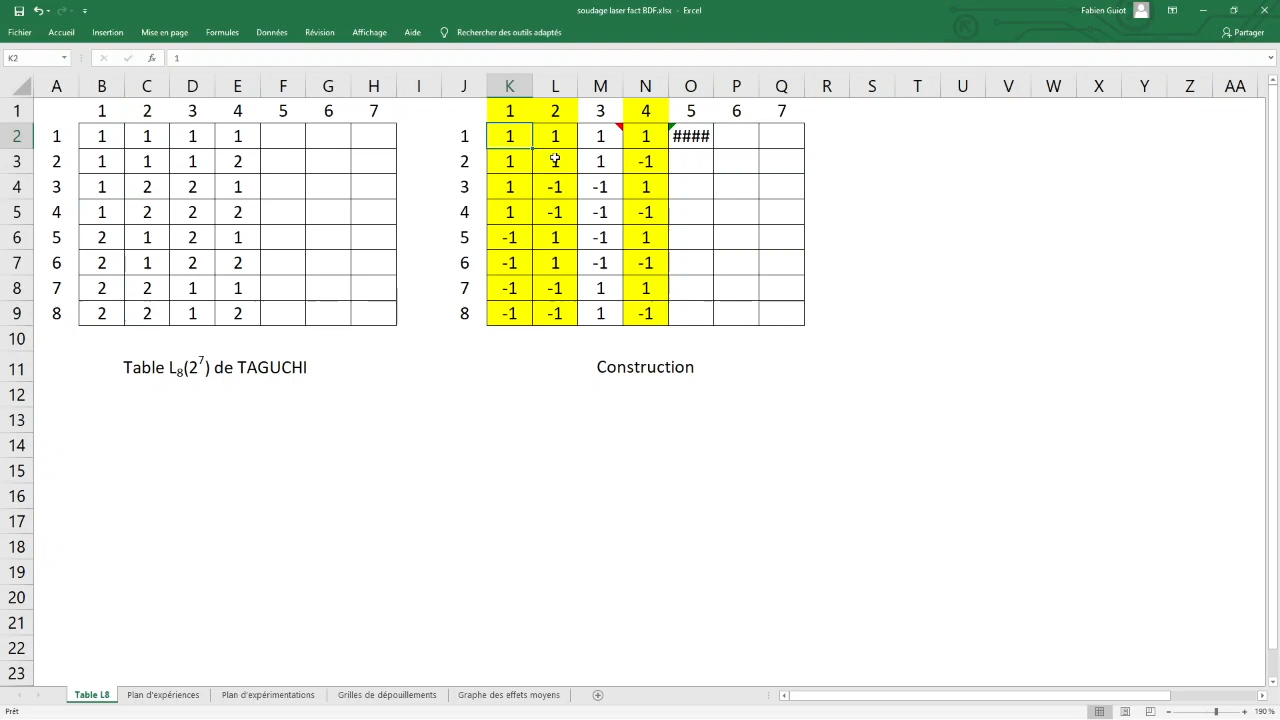 soudage laser fact BDF.xlsx - Excel
Fabien Guiot
Fichier Accueil Insertion Mise en page Formules Données Révision Affichage Aide Rechercher des outils adaptés Partager
K2 fx 1
A B C D E F G H I J K L M N O P Q R S T U V W X Y Z AA
1 1 2 3 4 5 6 7 1 2 3 4 5 6 7
2 1 1 1 1 1 1 1 1 1 1 ####
3 2 1 1 1 2 2 1 1 1 -1
4 3 1 2 2 1 3 1 -1 -1 1
5 4 1 2 2 2 4 1 -1 -1 -1
6 5 2 1 2 1 5 -1 1 -1 1
7 6 2 1 2 2 6 -1 1 -1 -1
8 7 2 2 1 1 7 -1 -1 1 1
9 8 2 2 1 2 8 -1 -1 1 -1
10
11 Table L8(2^7) de TAGUCHI Construction
12
13
14
15
16
17
18
19
20
21
22
23
Table L8 Plan d'expériences Plan d'expérimentations Grilles de dépouillements Graphe des effets moyens
Prêt 190 %